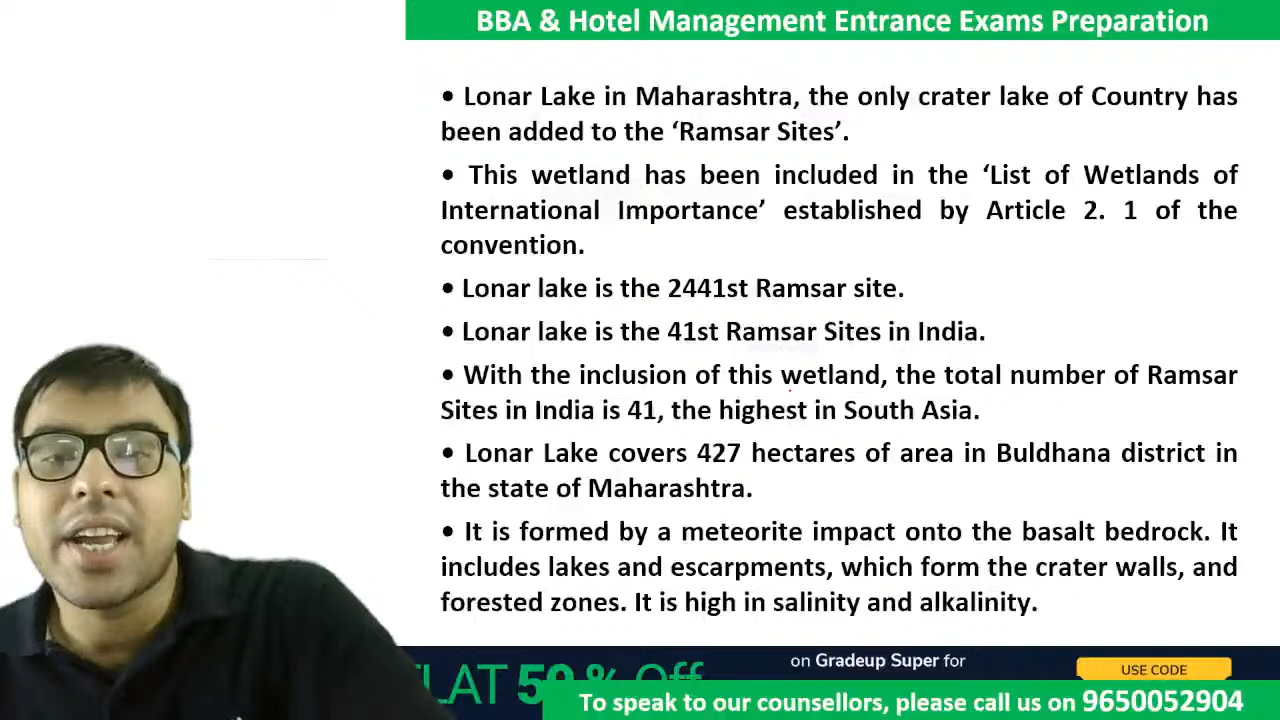 BBA & Hotel Management Entrance Exams Preparation
• Lonar Lake in Maharashtra, the only crater lake of Country has
been added to the ‘Ramsar Sites’.
• This wetland has been included in the ‘List of Wetlands of
International Importance’ established by Article 2. 1 of the
convention.
• Lonar lake is the 2441st Ramsar site.
• Lonar lake is the 41st Ramsar Sites in India.
• With the inclusion of this wetland, the total number of Ramsar
Sites in India is 41, the highest in South Asia.
• Lonar Lake covers 427 hectares of area in Buldhana district in
the state of Maharashtra.
• It is formed by a meteorite impact onto the basalt bedrock. It
includes lakes and escarpments, which form the crater walls, and
forested zones. It is high in salinity and alkalinity.
on Gradeup Super for
USE CODE
LAT 50% Off
To speak to our counsellors, please call us on 9650052904